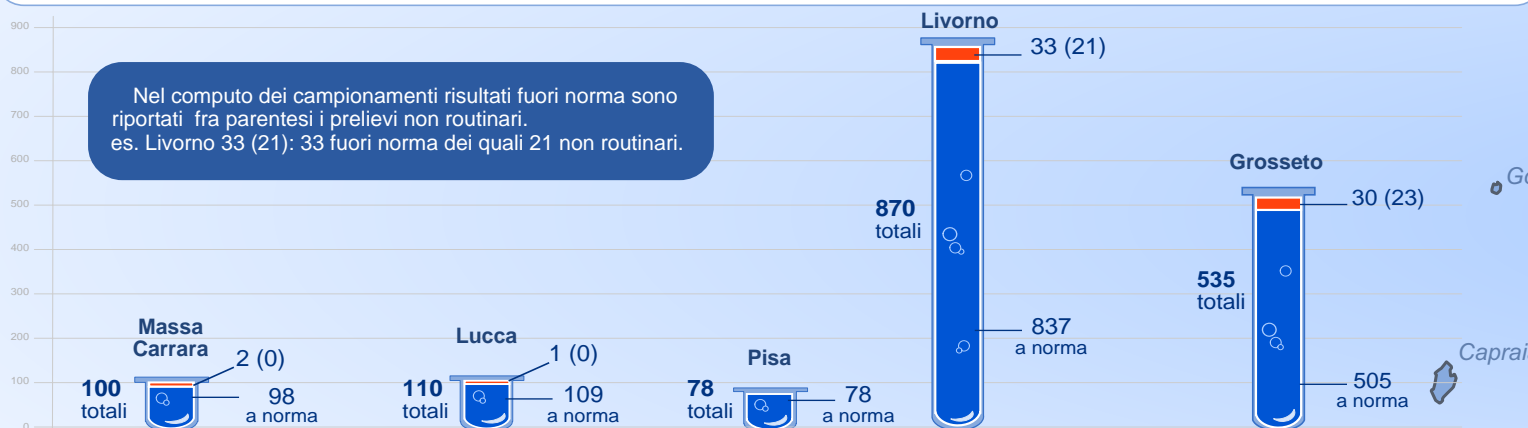 900
800
700
600
500
400
300
200
100
0
Nel computo dei campionamenti risultati fuori norma sono
riportati fra parentesi i prelievi non routinari.
es. Livorno 33 (21): 33 fuori norma dei quali 21 non routinari.
Massa
Carrara
2 (0)
100
totali
98
a norma
Lucca
1 (0)
110
totali
109
a norma
Pisa
78
totali
78
a norma
Livorno
33 (21)
870
totali
837
a norma
Grosseto
30 (23)
535
totali
505
a norma